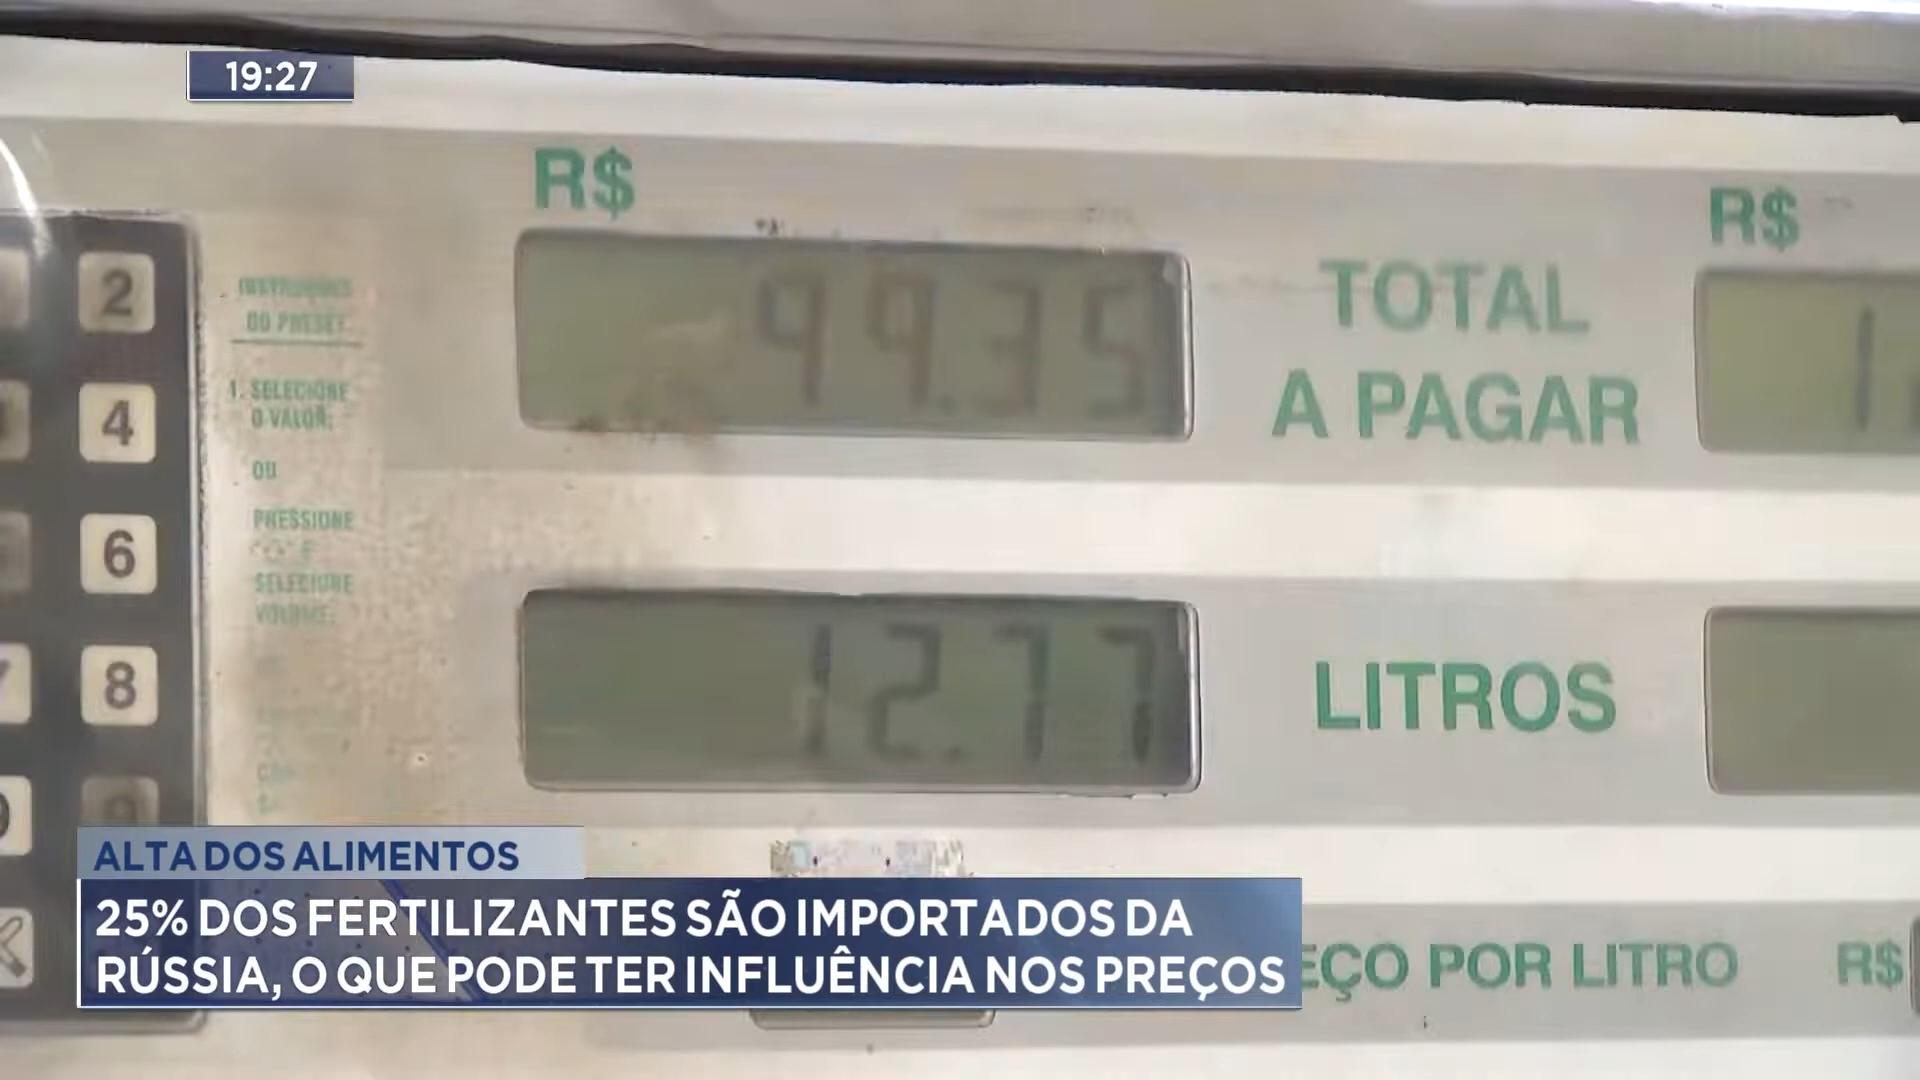 19:27
R$
R$
99.35
TOTAL
A PAGAR
2
INSTRUÇÕES
DO PRESET
1. SELECIONE
O VALOR;
4
OU
PRESSIONE
6
SELECIONE
VOLUME;
12.77
LITROS
8
9
ALTA DOS ALIMENTOS
25% DOS FERTILIZANTES SÃO IMPORTADOS DA
RÚSSIA, O QUE PODE TER INFLUÊNCIA NOS PREÇOS
EÇO POR LITRO
R$